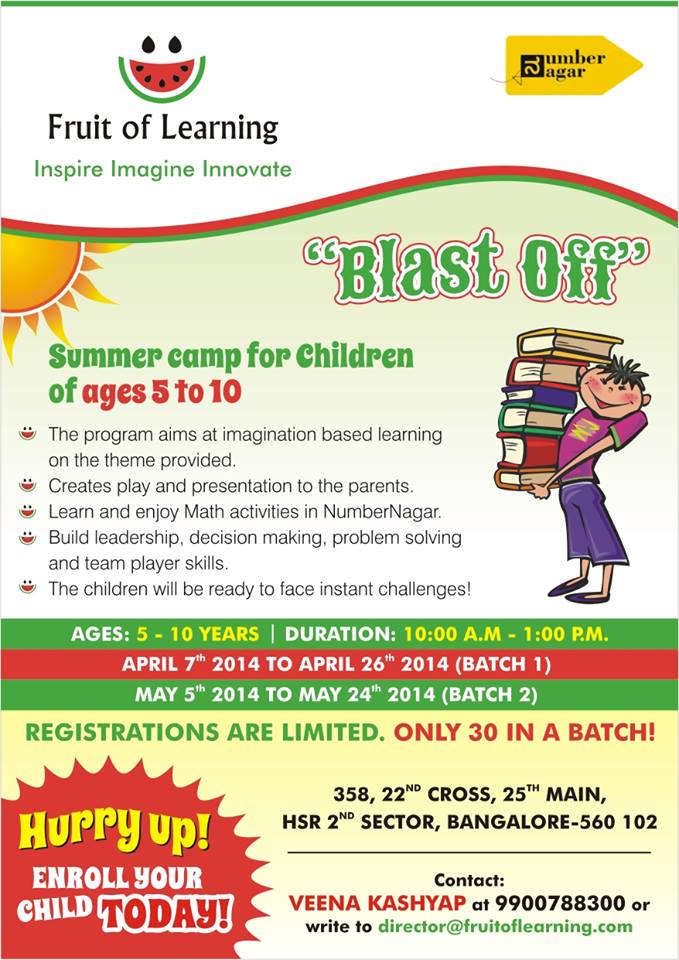 Fruit of Learning
Inspire Imagine Innovate
Number
Nagar
"Blast Off"
Summer camp for Children
of ages 5 to 10
The program aims at imagination based learning
on the theme provided.
Creates play and presentation to the parents.
Learn and enjoy Math activities in NumberNagar.
Build leadership, decision making, problem solving
and team player skills.
The children will be ready to face instant challenges!
AGES: 5 - 10 YEARS | DURATION: 10:00 A.M - 1:00 P.M.
APRIL 7th 2014 TO APRIL 26th 2014 (BATCH 1)
MAY 5th 2014 TO MAY 24th 2014 (BATCH 2)
REGISTRATIONS ARE LIMITED. ONLY 30 IN A BATCH!
Hurry up!
ENROLL YOUR
CHILD TODAY!
358, 22ND CROSS, 25TH MAIN,
HSR 2ND SECTOR, BANGALORE-560 102
Contact:
VEENA KASHYAP at 9900788300 or
write to director@fruitoflearning.com